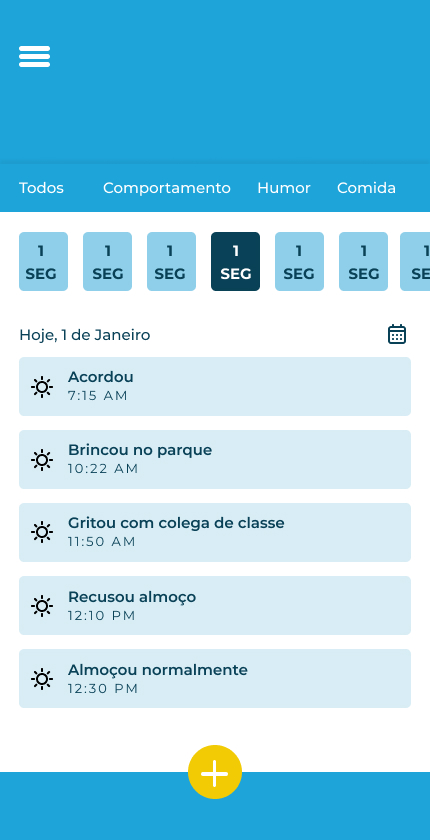 Todos Comportamento Humor Comida
1 1 1 1 1 1 1
SEG SEG SEG SEG SEG SEG SE
Hoje, 1 de Janeiro
Acordou
7:15 AM
Brincou no parque
10:22 AM
Gritou com colega de classe
11:50 AM
Recusou almoço
12:10 PM
Almoçou normalmente
12:30 PM